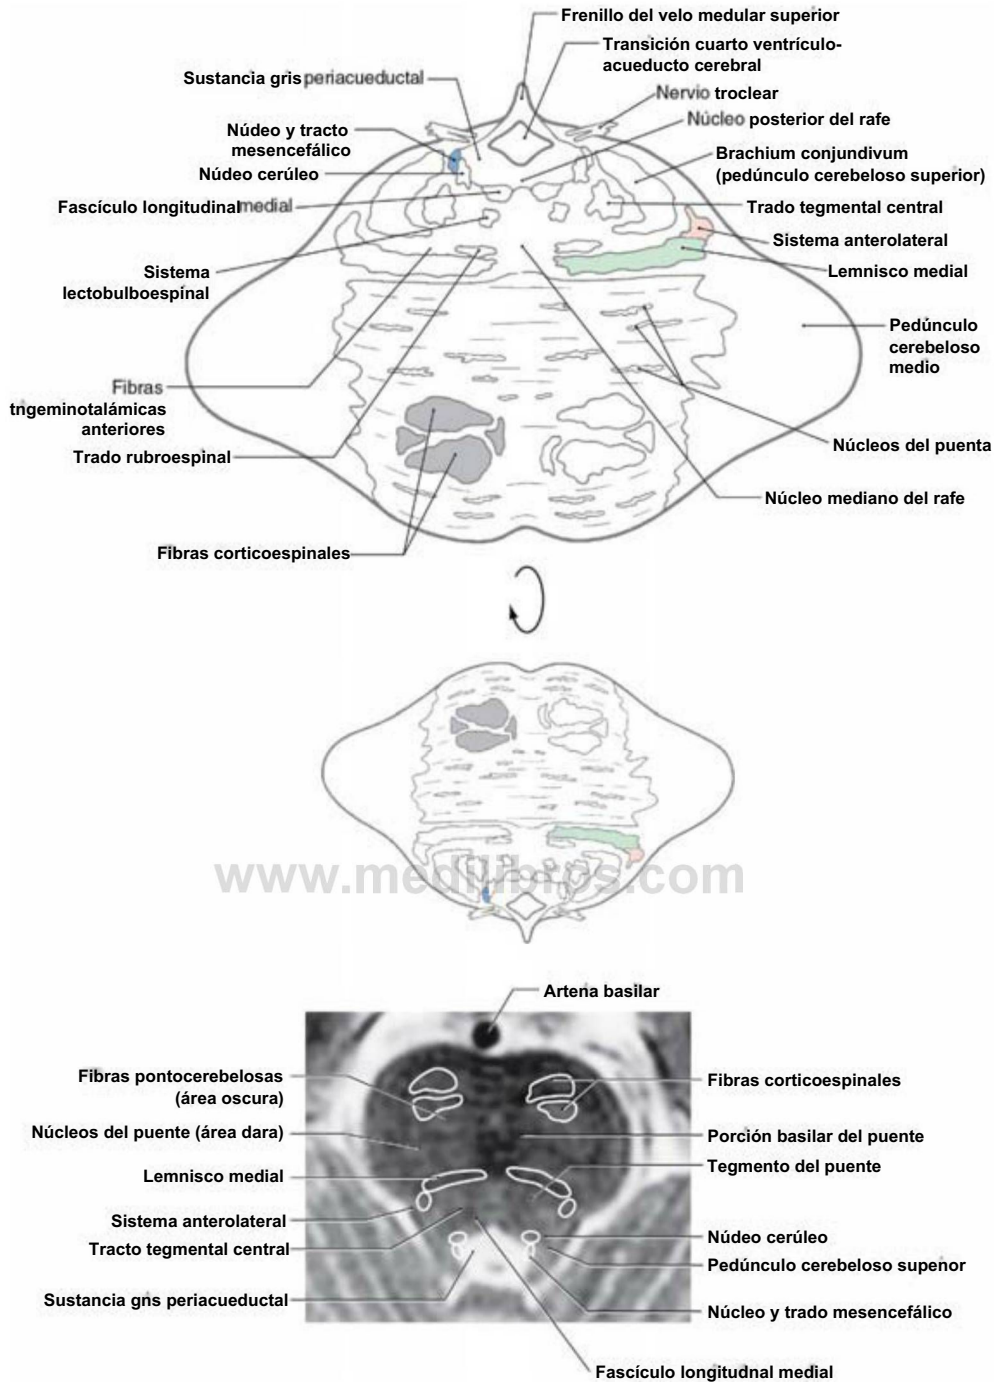 Frenillo del velo medular superior
Transición cuarto ventrículo-
acueducto cerebral
Sustancia gris periacueductal
Nervio troclear
Núcleo posterior del rafe
Núdeo y tracto
mesencefálico
Brachium conjundivum
(pedúnculo cerebeloso superior)
Núdeo cerúleo
Fascículo longitudinal medial
Trado tegmental central
Sistema anterolateral
Sistema
lectobulboespinal
Lemnisco medial
Pedúnculo
cerebeloso
medio
Fibras
tngeminotalámicas
anteriores
Trado rubroespinal
Núcleos del puenta
Núcleo mediano del rafe
Fibras corticoespinales
www.medilibros.com
Artena basilar
Fibras pontocerebelosas
(área oscura)
Fibras corticoespinales
Núcleos del puente (área dara)
Porción basilar del puente
Lemnisco medial
Tegmento del puente
Sistema anterolateral
Tracto tegmental central
Núdeo cerúleo
Pedúnculo cerebeloso supenor
Sustancia gns periacueductal
Núcleo y trado mesencefálico
Fascículo longitudnal medial